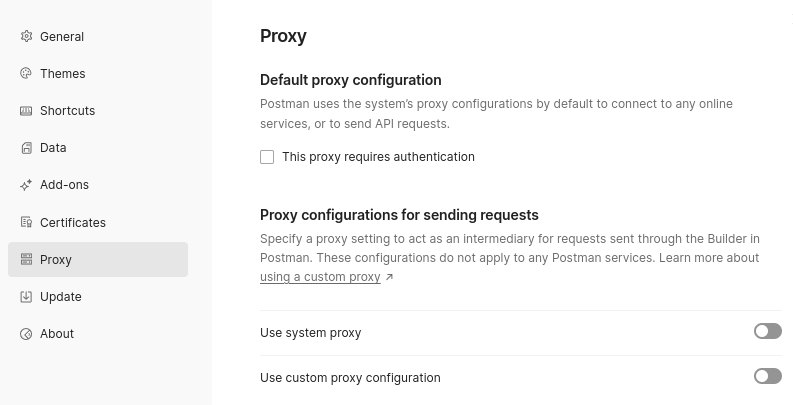 General
Themes
Shortcuts
Data
Add-ons
Certificates
Proxy
Update
About
Proxy
Default proxy configuration
Postman uses the system's proxy configurations by default to connect to any online
services, or to send API requests.
This proxy requires authentication
Proxy configurations for sending requests
Specify a proxy setting to act as an intermediary for requests sent through the Builder in
Postman. These configurations do not apply to any Postman services. Learn more about
using a custom proxy ↗
Use system proxy
Use custom proxy configuration